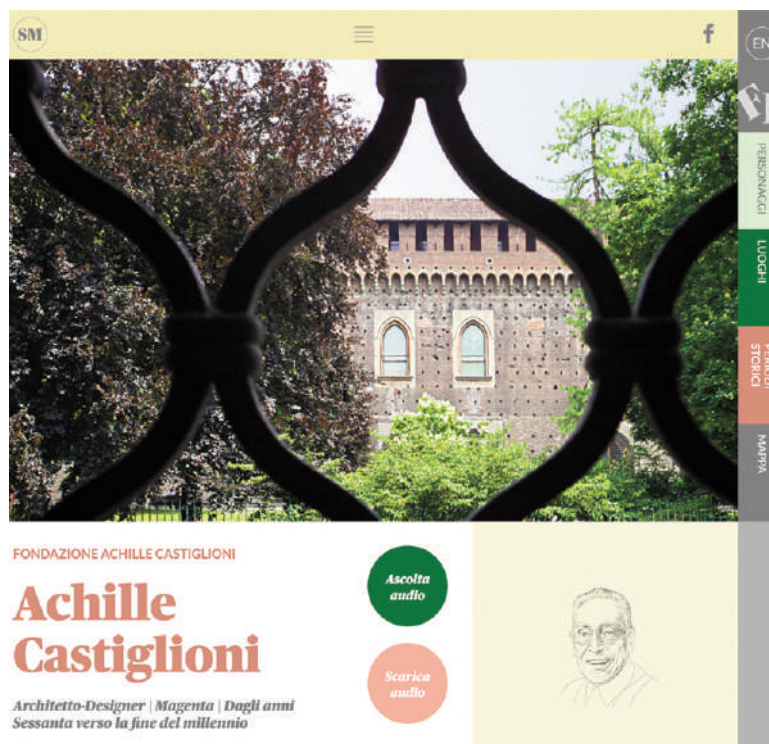 SM
f
EN
PERSONAGGI
LUOGHI
PERIODI
STORICI
MAPPA
FONDAZIONE ACHILLE CASTIGLIONI
Achille
Castiglioni
Architetto-Designer | Magenta | Dagli anni
Sessanta verso la fine del millennio
Ascolta
audio
Scarica
audio